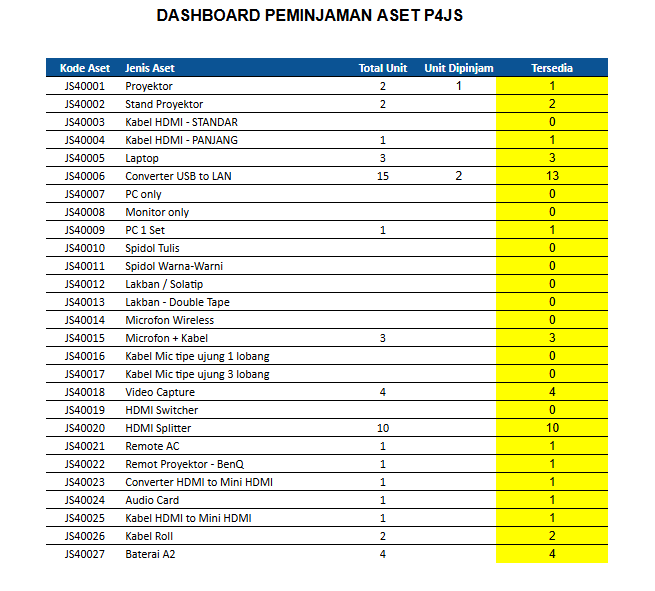 DASHBOARD PEMINJAMAN ASET P4JS
Kode Aset Jenis Aset Total Unit Unit Dipinjam Tersedia
JS40001 Proyektor 2 1 1
JS40002 Stand Proyektor 2 2
JS40003 Kabel HDMI - STANDAR 0
JS40004 Kabel HDMI - PANJANG 1 1
JS40005 Laptop 3 3
JS40006 Converter USB to LAN 15 2 13
JS40007 PC only 0
JS40008 Monitor only 0
JS40009 PC 1 Set 1 1
JS40010 Spidol Tulis 0
JS40011 Spidol Warna-Warni 0
JS40012 Lakban / Solatip 0
JS40013 Lakban - Double Tape 0
JS40014 Microfon Wireless 0
JS40015 Microfon + Kabel 3 3
JS40016 Kabel Mic tipe ujung 1 lobang 0
JS40017 Kabel Mic tipe ujung 3 lobang 0
JS40018 Video Capture 4 4
JS40019 HDMI Switcher 0
JS40020 HDMI Splitter 10 10
JS40021 Remote AC 1 1
JS40022 Remot Proyektor - BenQ 1 1
JS40023 Converter HDMI to Mini HDMI 1 1
JS40024 Audio Card 1 1
JS40025 Kabel HDMI to Mini HDMI 1 1
JS40026 Kabel Roll 2 2
JS40027 Baterai A2 4 4